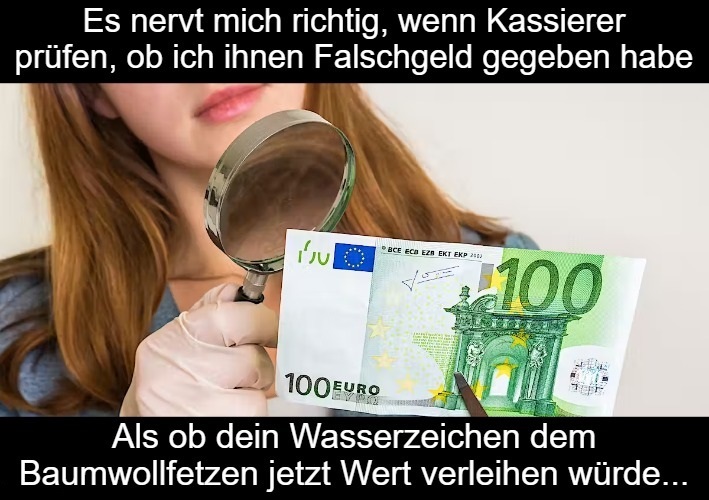 Es nervt mich richtig, wenn Kassierer
prüfen, ob ich ihnen Falschgeld gegeben habe
BCE ECB EZB EKT EKP 2002
100
100 EURO
ΕΥΡΩ
Als ob dein Wasserzeichen dem
Baumwollfetzen jetzt Wert verleihen würde...